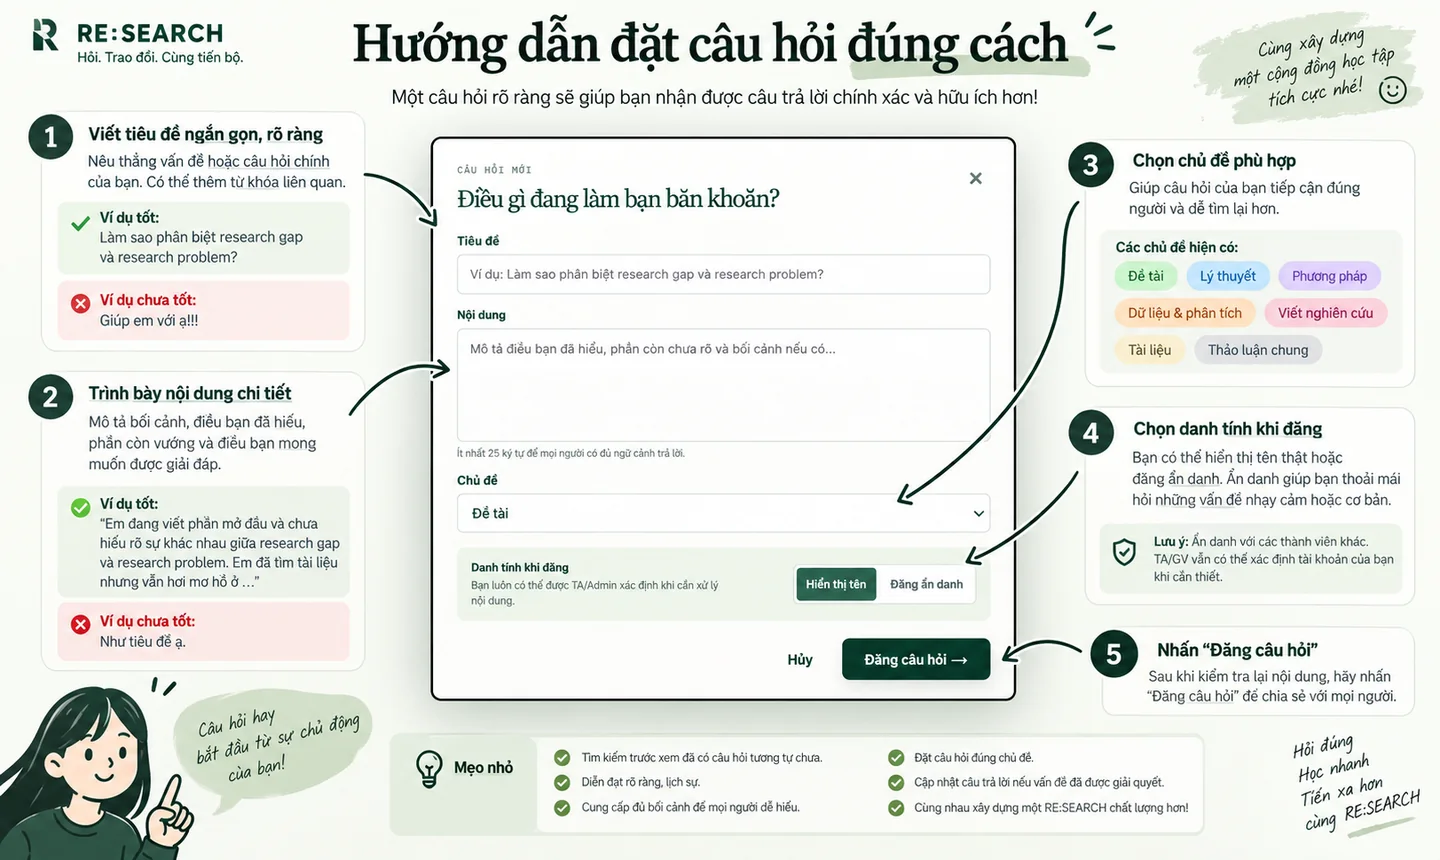 RE:SEARCH
Hỏi. Trao đổi. Cùng tiến bộ.
Hướng dẫn đặt câu hỏi đúng cách
Một câu hỏi rõ ràng sẽ giúp bạn nhận được câu trả lời chính xác và hữu ích hơn!
Cùng xây dựng
một cộng đồng học tập
tích cực nhé!
1
Viết tiêu đề ngắn gọn, rõ ràng
Nêu thẳng vấn đề hoặc câu hỏi chính
của bạn. Có thể thêm từ khóa liên quan.
Ví dụ tốt:
Làm sao phân biệt research gap
và research problem?
Ví dụ chưa tốt:
Giúp em với ạ!!!
2
Trình bày nội dung chi tiết
Mô tả bối cảnh, điều bạn đã hiểu,
phần còn vướng và điều bạn mong
muốn được giải đáp.
Ví dụ tốt:
“Em đang viết phần mở đầu và chưa
hiểu rõ sự khác nhau giữa research gap
và research problem. Em đã tìm tài liệu
nhưng vẫn hơi mơ hồ ở ...”
Ví dụ chưa tốt:
Như tiêu đề ạ.
CÂU HỎI MỚI
Điều gì đang làm bạn băn khoăn?
Tiêu đề
Ví dụ: Làm sao phân biệt research gap và research problem?
Nội dung
Mô tả điều bạn đã hiểu, phần còn chưa rõ và bối cảnh nếu có...
Ít nhất 25 ký tự để mọi người có đủ ngữ cảnh trả lời.
Chủ đề
Đề tài
Danh tính khi đăng
Bạn luôn có thể được TA/Admin xác định khi cần xử lý
nội dung.
Hiển thị tên
Đăng ẩn danh
Hủy
Đăng câu hỏi →
3
Chọn chủ đề phù hợp
Giúp câu hỏi của bạn tiếp cận đúng
người và dễ tìm lại hơn.
Các chủ đề hiện có:
Đề tài
Lý thuyết
Phương pháp
Dữ liệu & phân tích
Viết nghiên cứu
Tài liệu
Thảo luận chung
4
Chọn danh tính khi đăng
Bạn có thể hiển thị tên thật hoặc
đăng ẩn danh. Ẩn danh giúp bạn thoải mái
hỏi những vấn đề nhạy cảm hoặc cơ bản.
Lưu ý: Ẩn danh với các thành viên khác.
TA/GV vẫn có thể xác định tài khoản của bạn
khi cần thiết.
5
Nhấn “Đăng câu hỏi”
Sau khi kiểm tra lại nội dung, hãy nhấn
“Đăng câu hỏi” để chia sẻ với mọi người.
Câu hỏi hay
bắt đầu từ sự chủ động
của bạn!
Mẹo nhỏ
Tìm kiếm trước xem đã có câu hỏi tương tự chưa.
Diễn đạt rõ ràng, lịch sự.
Cung cấp đủ bối cảnh để mọi người dễ hiểu.
Đặt câu hỏi đúng chủ đề.
Cập nhật câu trả lời nếu vấn đề đã được giải quyết.
Cùng nhau xây dựng một RE:SEARCH chất lượng hơn!
Hỏi đúng
Học nhanh
Tiến xa hơn
cùng RE:SEARCH